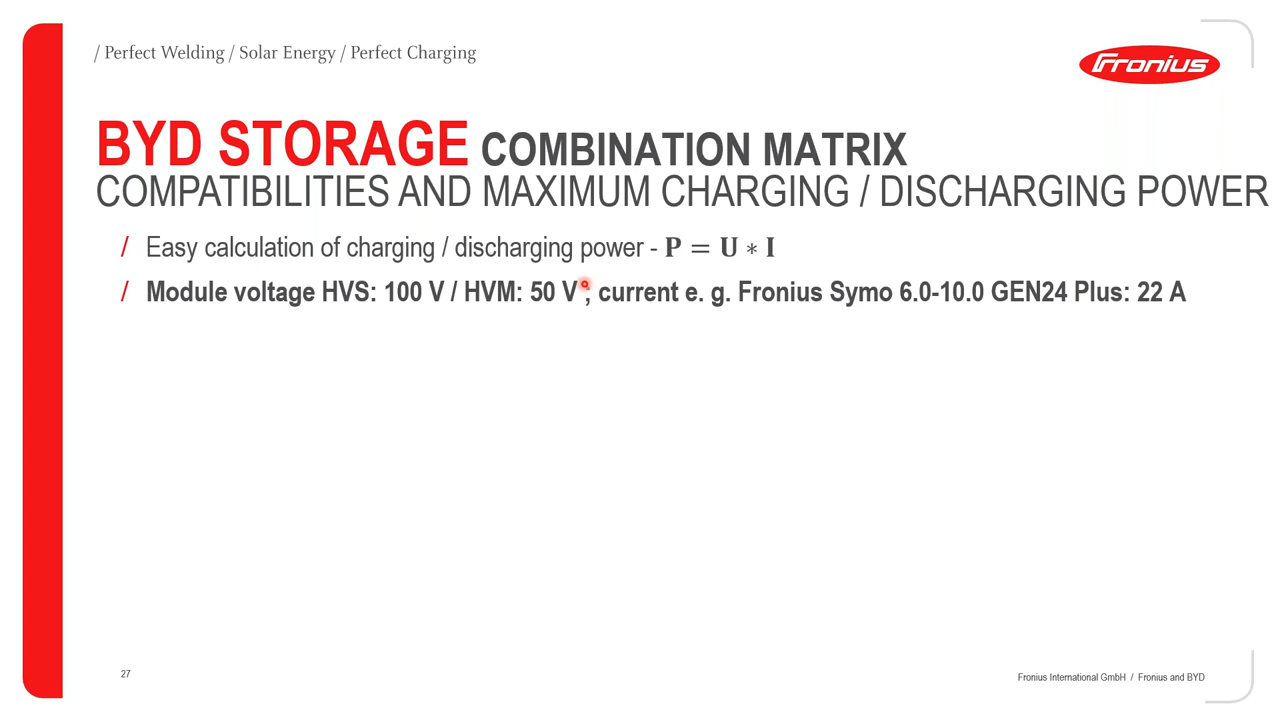 / Perfect Welding / Solar Energy / Perfect Charging
Fronius
BYD STORAGE COMBINATION MATRIX
COMPATIBILITIES AND MAXIMUM CHARGING / DISCHARGING POWER
/ Easy calculation of charging / discharging power - P = U ∗ I
/ Module voltage HVS: 100 V / HVM: 50 V ; current e. g. Fronius Symo 6.0-10.0 GEN24 Plus: 22 A
27
Fronius International GmbH / Fronius and BYD